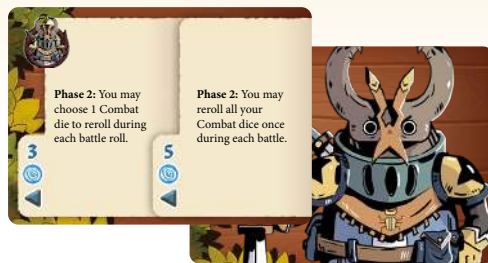 Phase 2: You may
choose 1 Combat
die to reroll during
each battle roll.
3
Phase 2: You may
reroll all your
Combat dice once
during each battle.
5